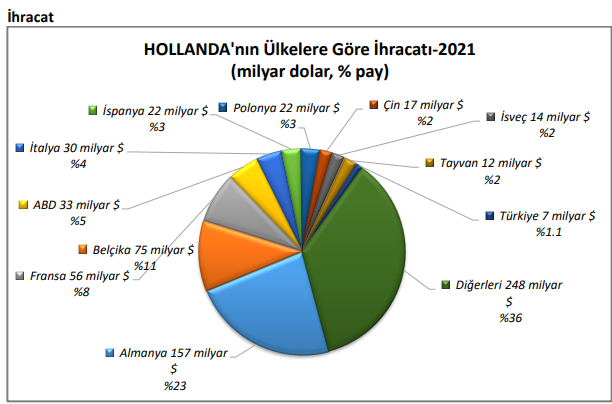 İhracat
HOLLANDA'nın Ülkelere Göre İhracatı-2021
(milyar dolar, % pay)
İspanya 22 milyar $
%3
Polonya 22 milyar $
%3
Çin 17 milyar $
%2
İsveç 14 milyar $
%2
İtalya 30 milyar $
%4
Tayvan 12 milyar $
%2
ABD 33 milyar $
%5
Türkiye 7 milyar $
%1.1
Belçika 75 milyar $
%11
Fransa 56 milyar $
%8
Diğerleri 248 milyar
$
%36
Almanya 157 milyar
$
%23